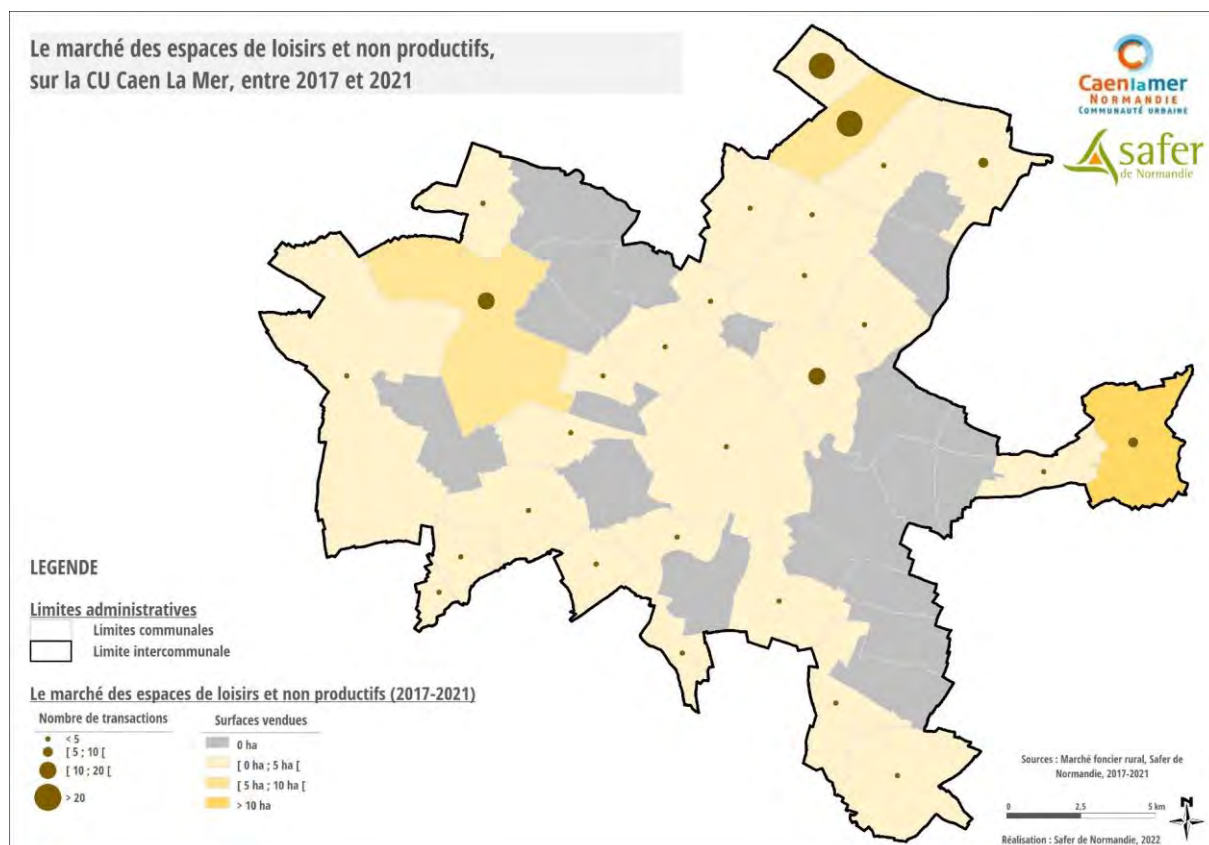 Le marché des espaces de loisirs et non productifs,
sur la CU Caen La Mer, entre 2017 et 2021
Caenlamer
NORMANDIE
COMMUNAUTÉ URBAINE
safer
de Normandie
LEGENDE
Limites administratives
Limites communales
Limite intercommunale
Le marché des espaces de loisirs et non productifs (2017-2021)
Nombre de transactions
< 5
[ 5 ; 10 [
[ 10 ; 20 [
> 20
Surfaces vendues
0 ha
[ 0 ha ; 5 ha [
[ 5 ha ; 10 ha [
> 10 ha
Sources : Marché foncier rural, Safer de
Normandie, 2017-2021
0 2,5 5 km
N
Réalisation : Safer de Normandie, 2022